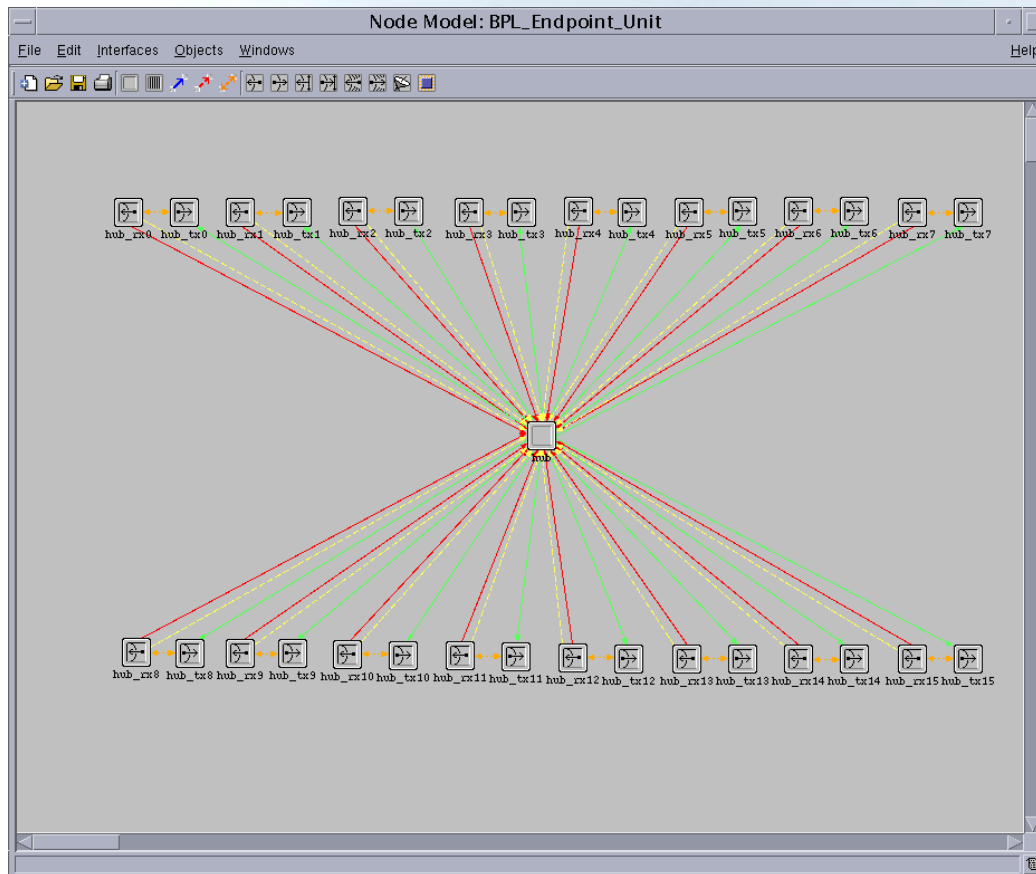 Node Model: BPL_Endpoint_Unit
File Edit Interfaces Objects Windows Help
hub_rx0 hub_tx0 hub_rx1 hub_tx1 hub_rx2 hub_tx2 hub_rx3 hub_tx3 hub_rx4 hub_tx4 hub_rx5 hub_tx5 hub_rx6 hub_tx6 hub_rx7 hub_tx7
hub
hub_rx8 hub_tx8 hub_rx9 hub_tx9 hub_rx10 hub_tx10 hub_rx11 hub_tx11 hub_rx12 hub_tx12 hub_rx13 hub_tx13 hub_rx14 hub_tx14 hub_rx15 hub_tx15